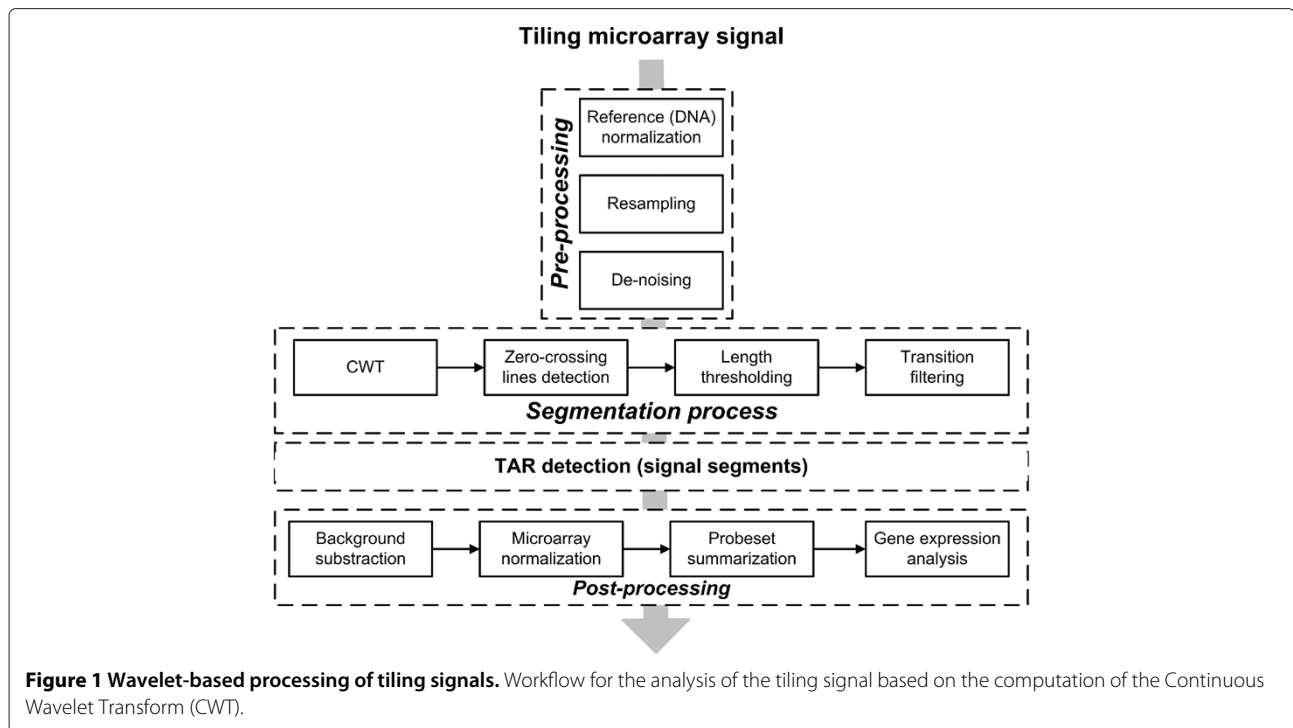 Tiling microarray signal
Pre-processing
Reference (DNA)
normalization
Resampling
De-noising
CWT
Zero-crossing
lines detection
Length
thresholding
Transition
filtering
Segmentation process
TAR detection (signal segments)
Background
substraction
Microarray
normalization
Probeset
summarization
Gene expression
analysis
Post-processing
Figure 1 Wavelet-based processing of tiling signals. Workflow for the analysis of the tiling signal based on the computation of the Continuous
Wavelet Transform (CWT).